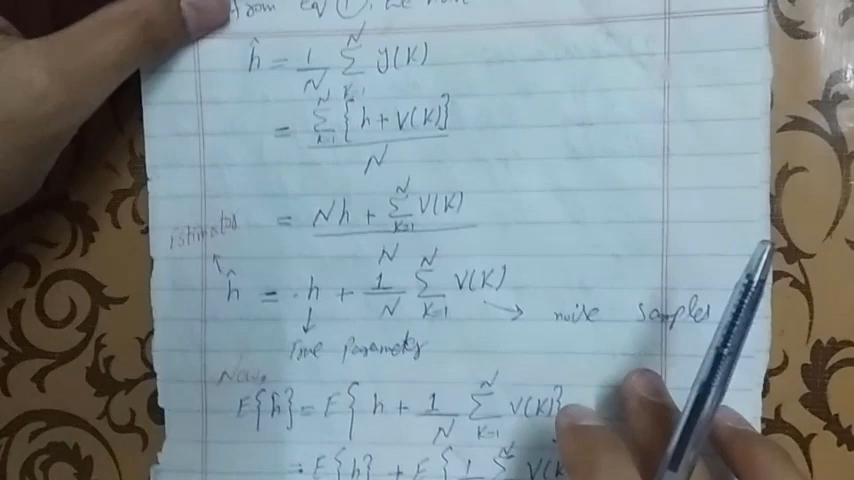 From eq ①, we have
ĥ = 1/N Σ_{K=1}^{N} y(K)
= Σ_{K=1}^{N} {h + V(K)} / N
= Nh + Σ_{K=1}^{N} V(K) / N
estimated
ĥ = h + 1/N Σ_{K=1}^{N} V(K) → noise samples
↓
True Parameter
Now,
E{ĥ} = E{ h + 1/N Σ_{K=1}^{N} V(K)}
= E{h} + E{ 1 Σ^{N} V(K